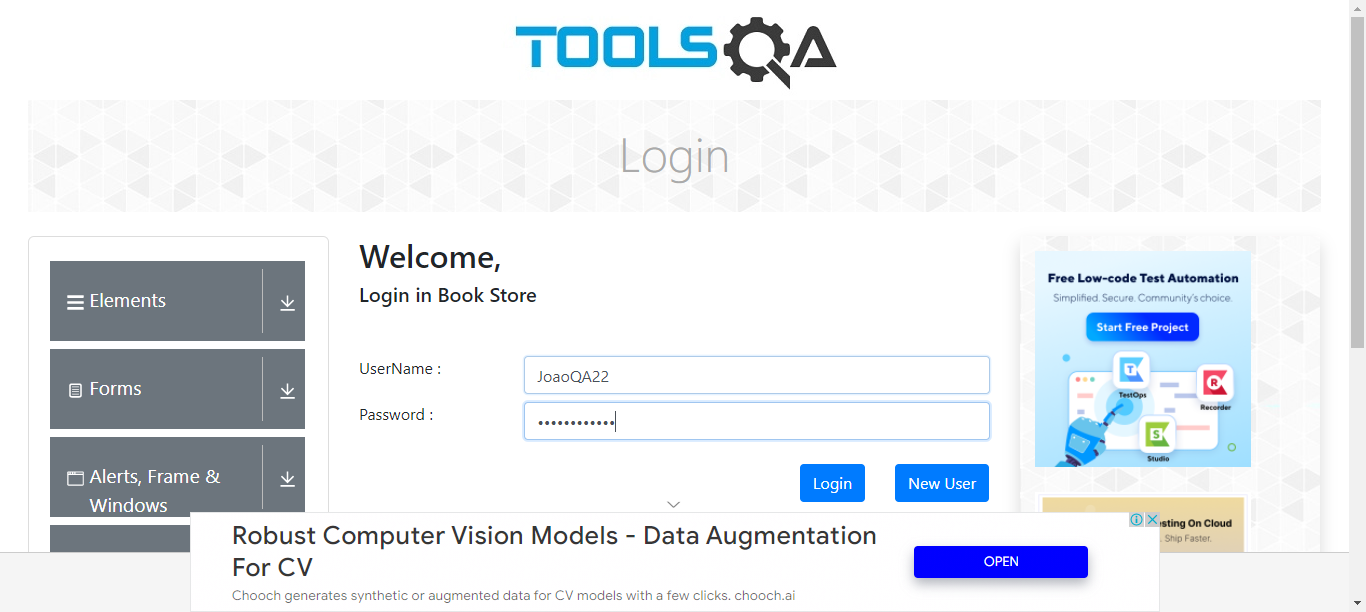 TOOLSQA
Login
Elements
Forms
Alerts, Frame &
Windows
Welcome,
Login in Book Store
UserName :
JoaoQA22
Password :
••••••••••••
Login
New User
Free Low-code Test Automation
Simplified. Secure. Community's choice.
Start Free Project
TestOps
Recorder
Studio
sting On Cloud
. Ship Faster.
Robust Computer Vision Models - Data Augmentation
For CV
Chooch generates synthetic or augmented data for CV models with a few clicks. chooch.ai
OPEN